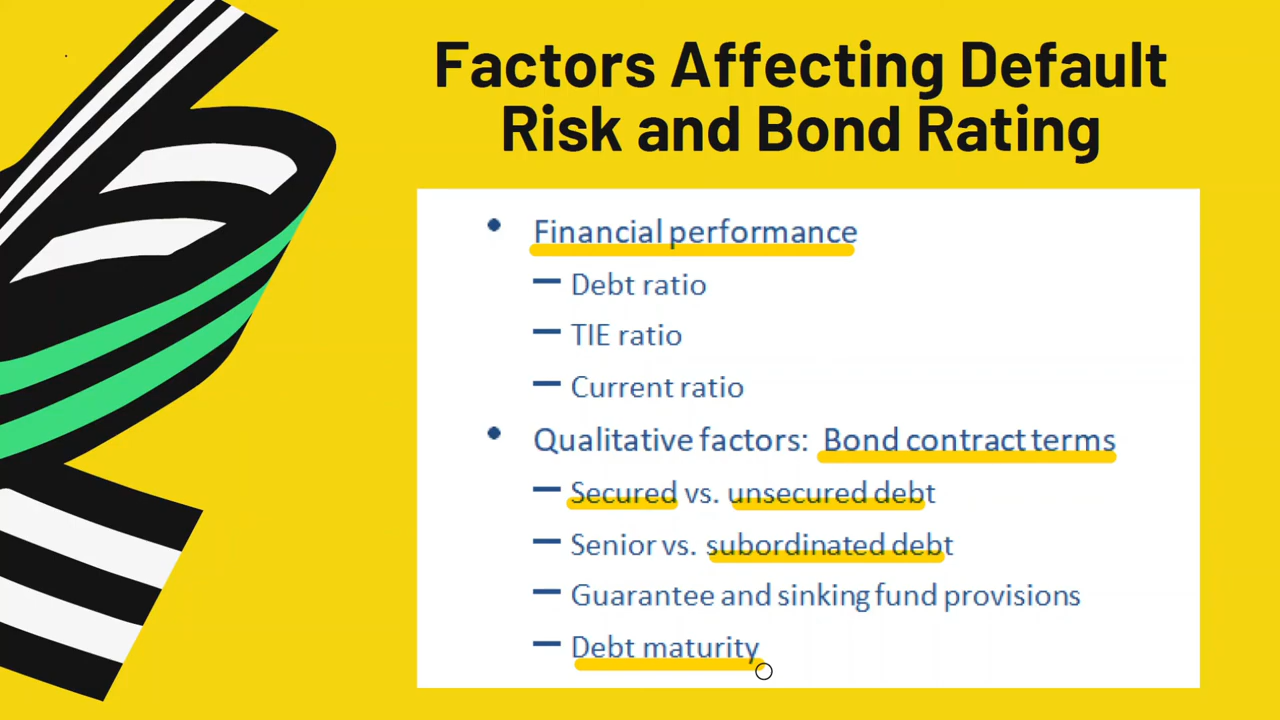 Factors Affecting Default
Risk and Bond Rating
• Financial performance
– Debt ratio
– TIE ratio
– Current ratio
• Qualitative factors: Bond contract terms
– Secured vs. unsecured debt
– Senior vs. subordinated debt
– Guarantee and sinking fund provisions
– Debt maturity